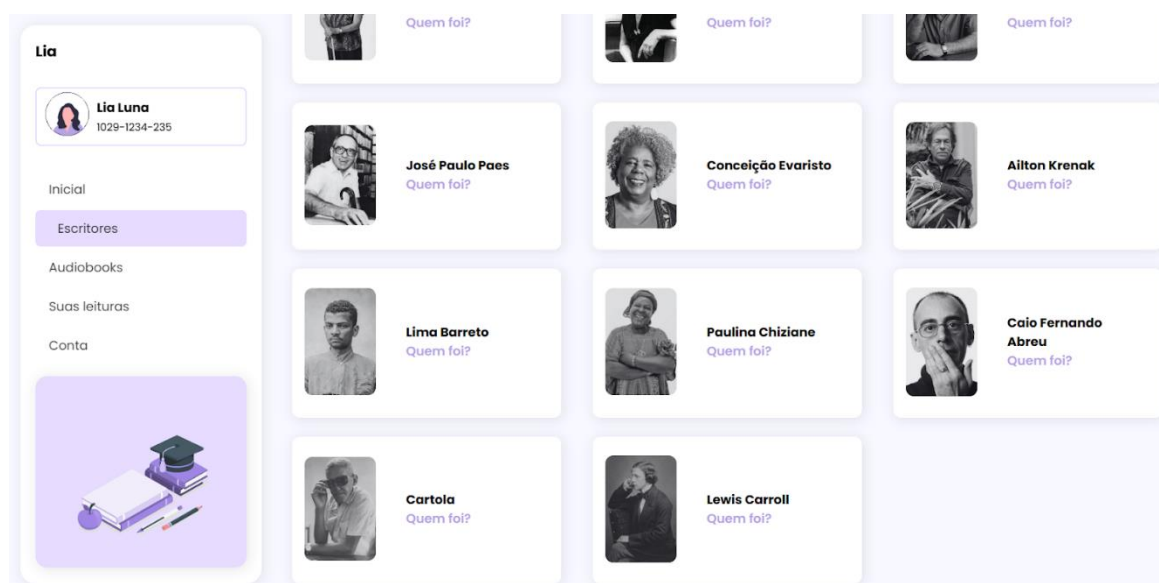 Lia
Lia Luna
1029-1234-235
Inicial
Escritores
Audiobooks
Suas leituras
Conta
Quem foi?
Quem foi?
Quem foi?
José Paulo Paes
Quem foi?
Conceição Evaristo
Quem foi?
Ailton Krenak
Quem foi?
Lima Barreto
Quem foi?
Paulina Chiziane
Quem foi?
Caio Fernando
Abreu
Quem foi?
Cartola
Quem foi?
Lewis Carroll
Quem foi?